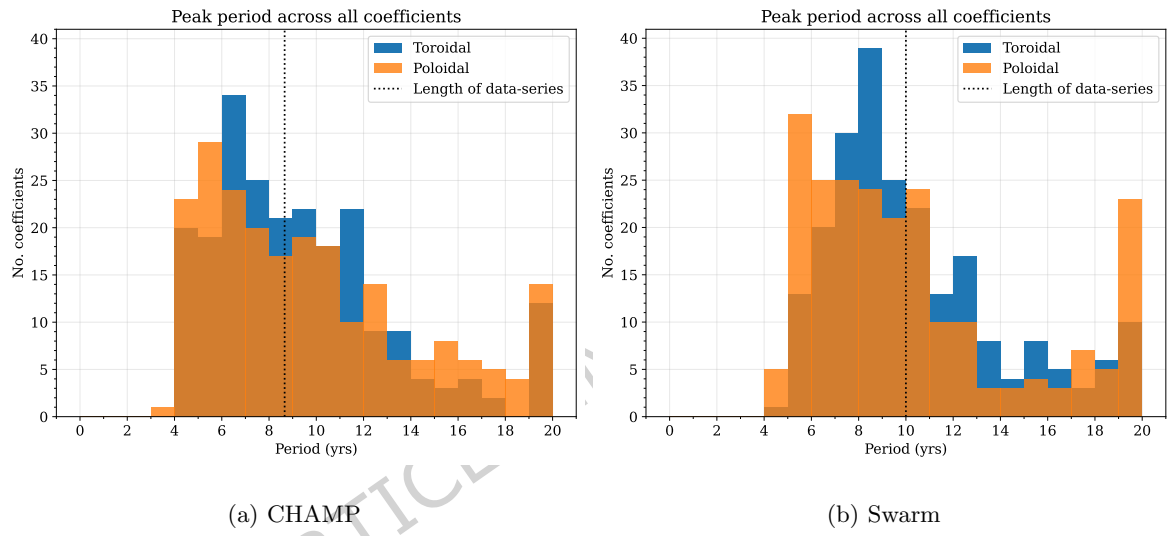 Peak period across all coefficients
40
35
30
25
20
15
10
5
0
No. coefficients
Toroidal
Poloidal
Length of data-series
0 2 4 6 8 10 12 14 16 18 20
Period (yrs)
(a) CHAMP
Peak period across all coefficients
40
35
30
25
20
15
10
5
0
No. coefficients
Toroidal
Poloidal
Length of data-series
0 2 4 6 8 10 12 14 16 18 20
Period (yrs)
(b) Swarm